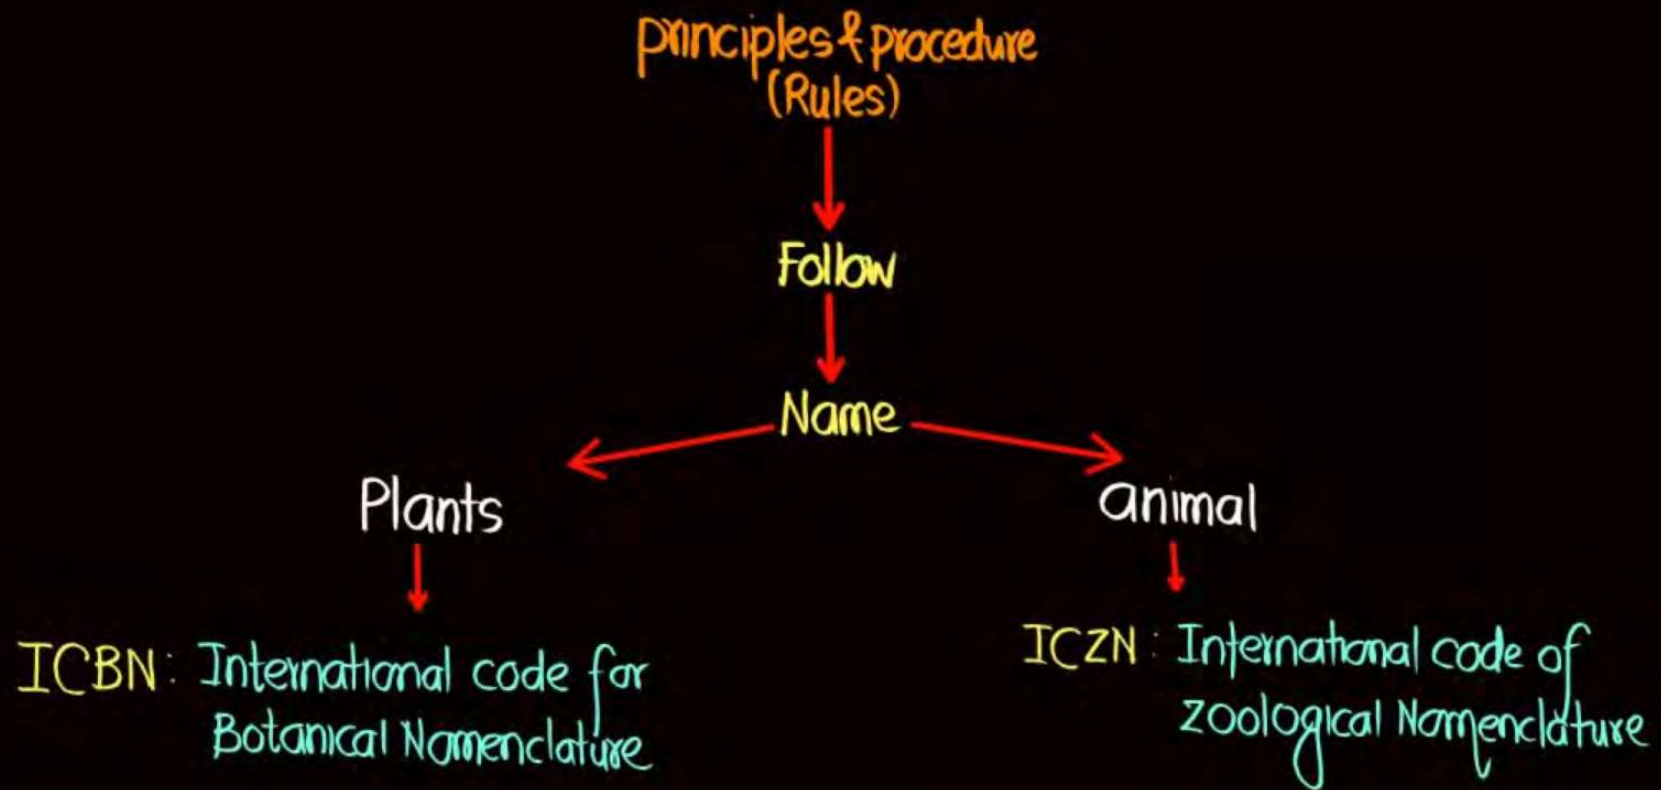 principles & procedure
(Rules)
Follow
Name
Plants
animal
ICBN: International code for
Botanical Nomenclature
ICZN: International code of
Zoological Nomenclature